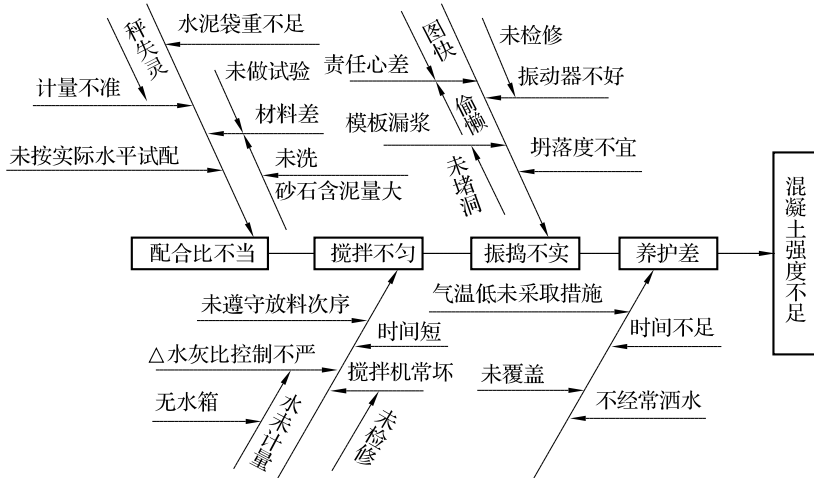 秤失灵
水泥袋重不足
计量不准
未做试验
材料差
未按实际水平试配
未洗
砂石含泥量大
图快
未检修
责任心差
振动器不好
偷懒
模板漏浆
坍落度不宜
未堵洞
配合比不当
搅拌不匀
振捣不实
养护差
混凝土强度不足
未遵守放料次序
时间短
△水灰比控制不严
搅拌机常坏
无水箱
水未计量
未检修
气温低未采取措施
时间不足
未覆盖
不经常洒水